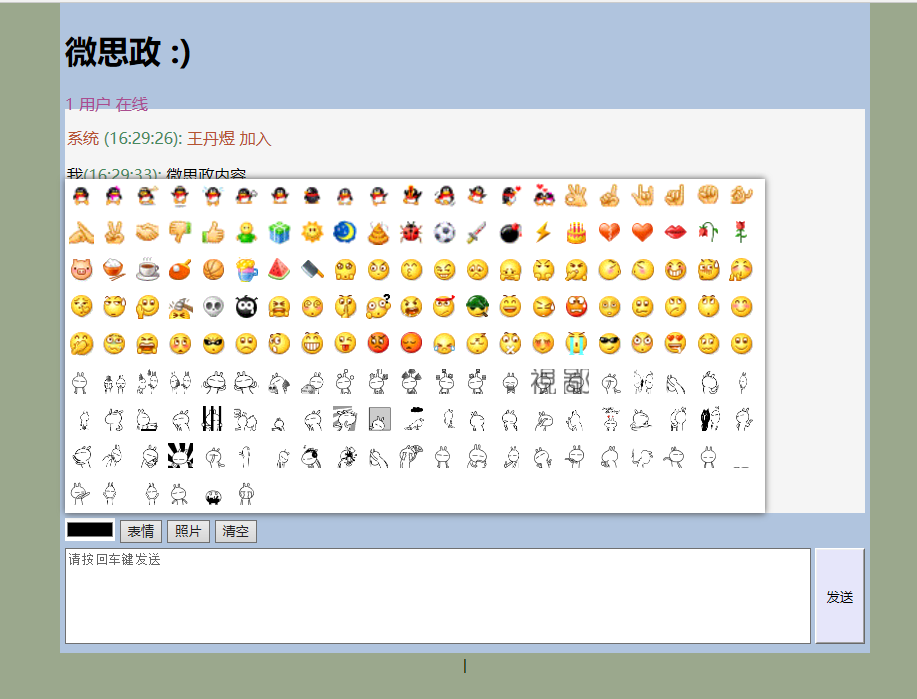 微思政 :)
1 用户 在线
系统 (16:29:26): 王丹煜 加入
我(16:29:33): 微思政内容
視 鄙
表情 照片 清空
请按回车键发送
发送